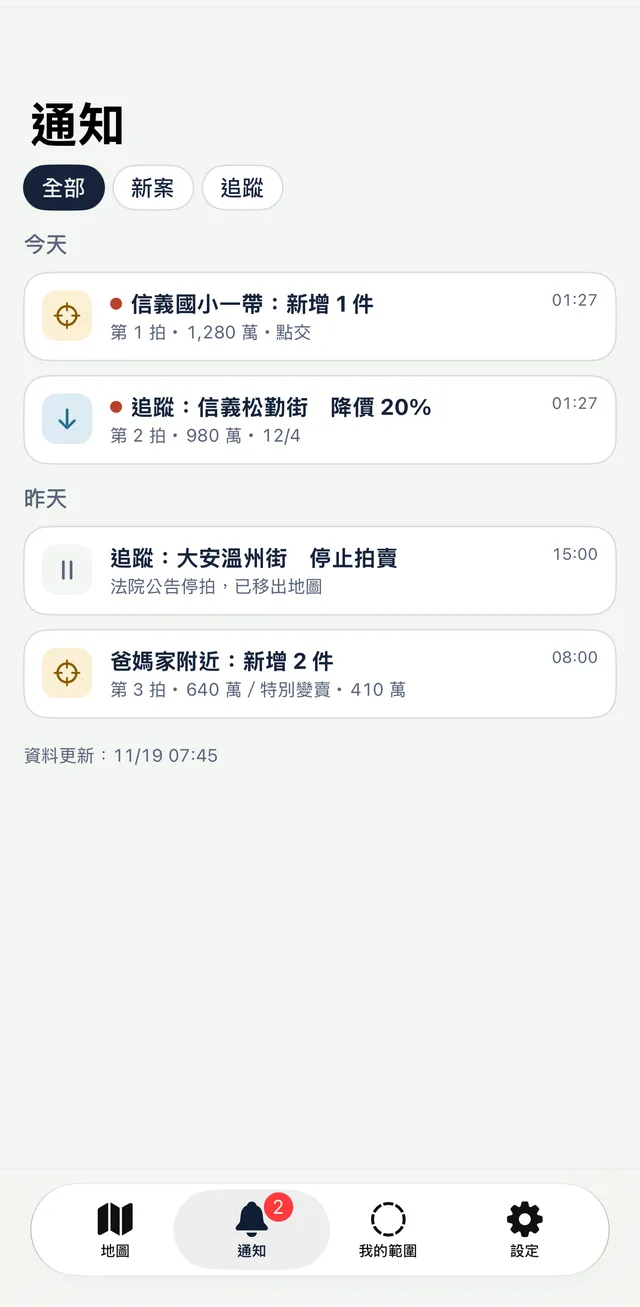 通知
全部 新案 追蹤
今天
信義國小一帶：新增 1 件 01:27
第 1 拍・1,280 萬・點交
追蹤：信義松勤街　降價 20% 01:27
第 2 拍・980 萬・12/4
昨天
追蹤：大安溫州街　停止拍賣 15:00
法院公告停拍，已移出地圖
爸媽家附近：新增 2 件 08:00
第 3 拍・640 萬 / 特別變賣・410 萬
資料更新：11/19 07:45
2
地圖 通知 我的範圍 設定